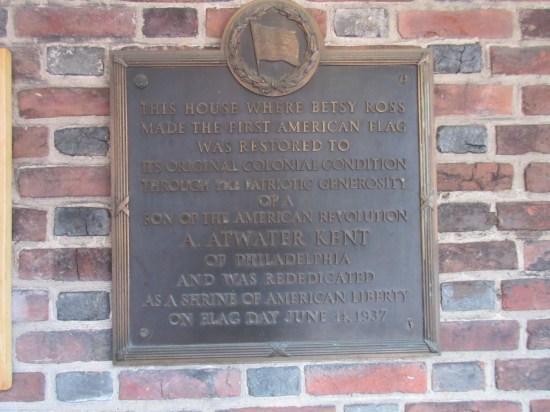 THIS HOUSE WHERE BETSY ROSS
MADE THE FIRST AMERICAN FLAG
WAS RESTORED TO
ITS ORIGINAL COLONIAL CONDITION
THROUGH THE PATRIOTIC GENEROSITY
OF A
SON OF THE AMERICAN REVOLUTION
A. ATWATER KENT
OF PHILADELPHIA
AND WAS REDEDICATED
AS A SHRINE OF AMERICAN LIBERTY
ON FLAG DAY JUNE 14, 1937